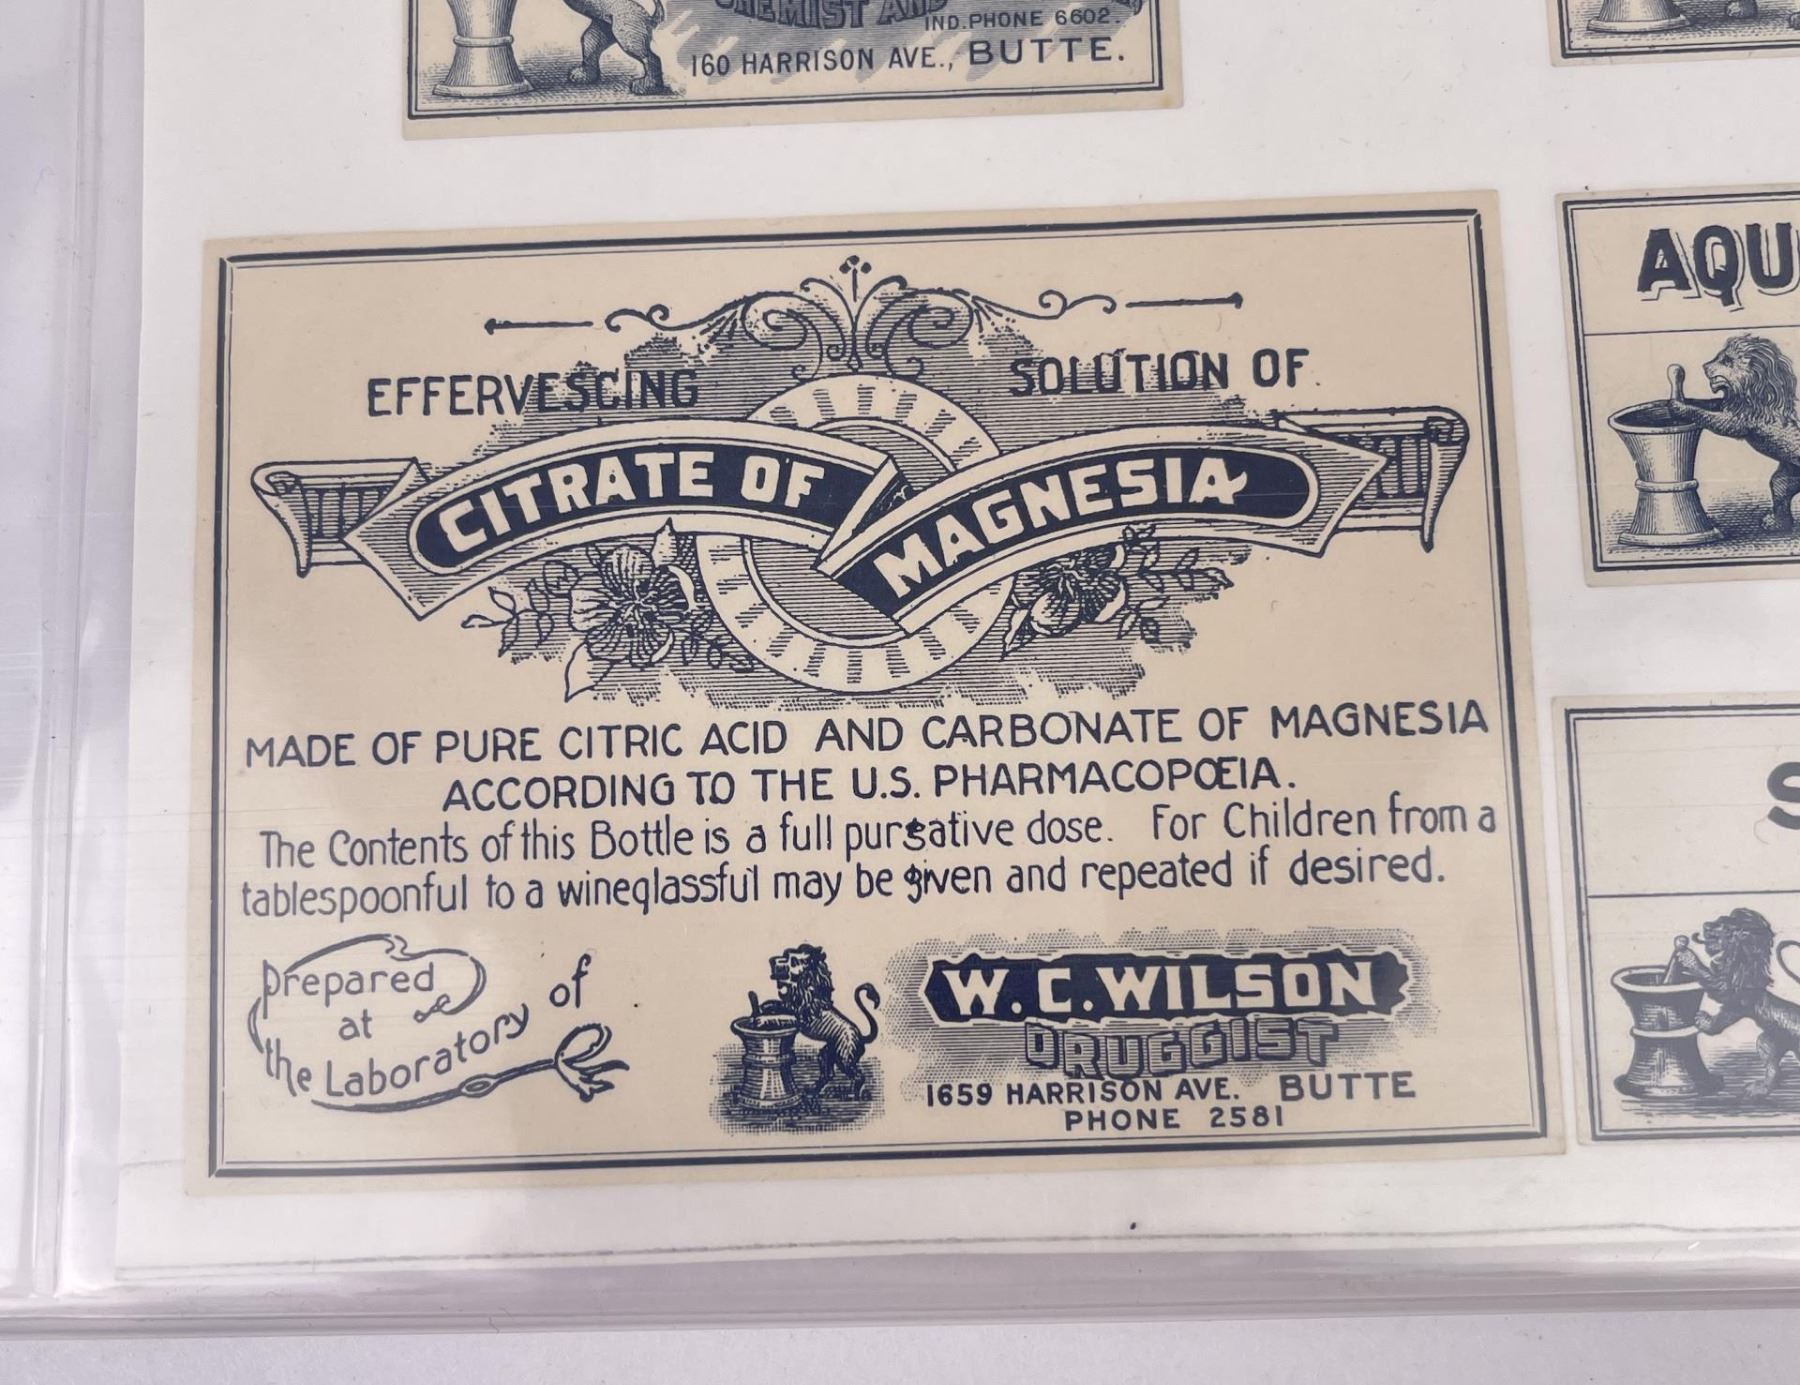 CHEMIST AND
IND. PHONE 6602.
160 HARRISON AVE., BUTTE.
EFFERVESCING SOLUTION OF
CITRATE OF MAGNESIA
MADE OF PURE CITRIC ACID AND CARBONATE OF MAGNESIA
ACCORDING TO THE U.S. PHARMACOPŒIA.
The Contents of this Bottle is a full purgative dose. For Children from a
tablespoonful to a wineglassful may be given and repeated if desired.
Prepared
at
the Laboratory of
W. C. WILSON
DRUGGIST
1659 HARRISON AVE. BUTTE
PHONE 2581
AQU
S